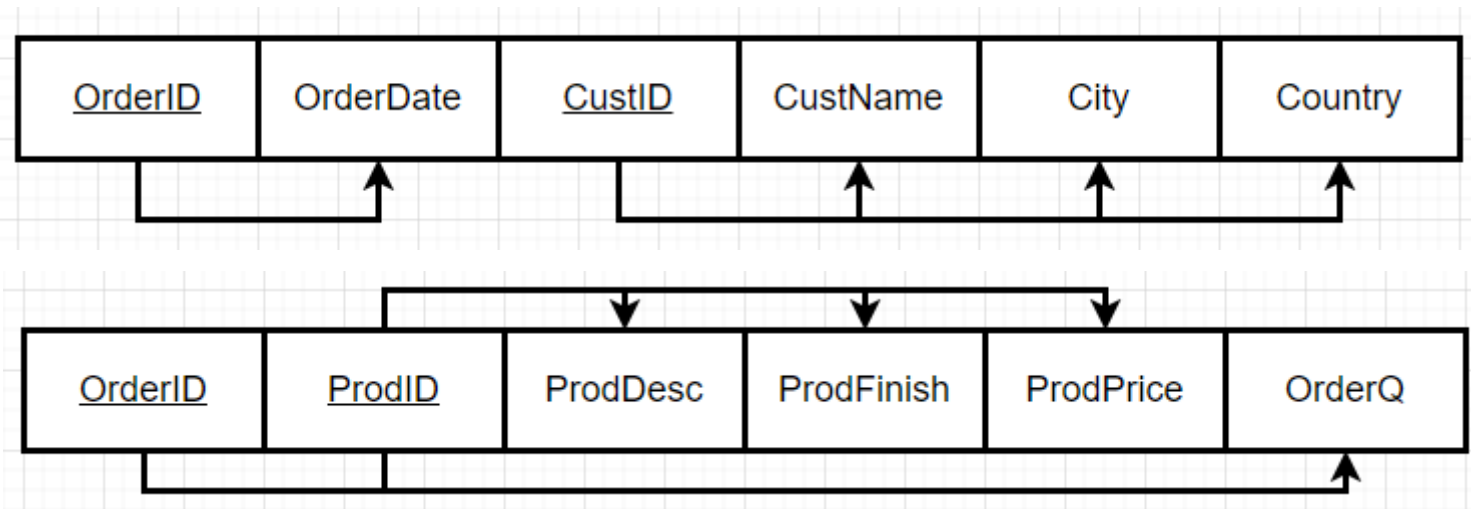 OrderID OrderDate CustID CustName City Country
OrderID ProdID ProdDesc ProdFinish ProdPrice OrderQ